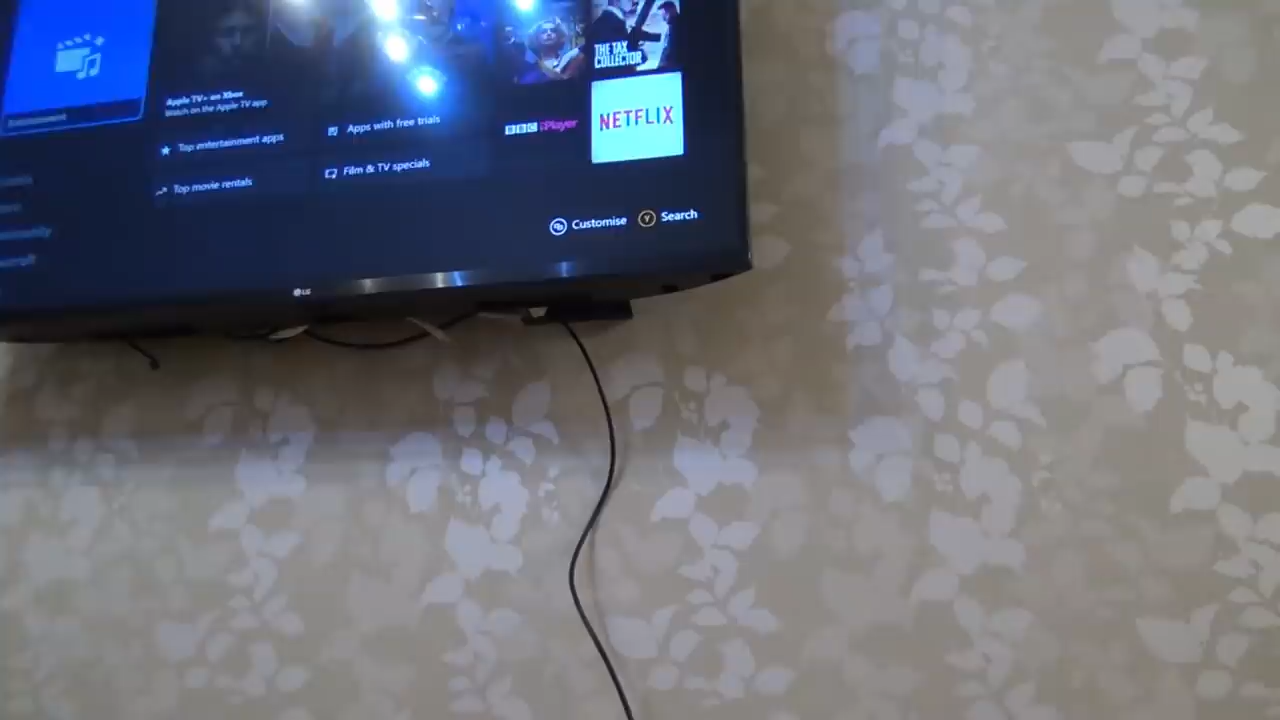 THE TAX
COLLECTOR
Apple TV+ on Xbox
Watch on the Apple TV app
Entertainment
Top entertainment apps
Apps with free trials
BBC iPlayer
NETFLIX
Top movie rentals
Film & TV specials
Customise
Y
Search
LG